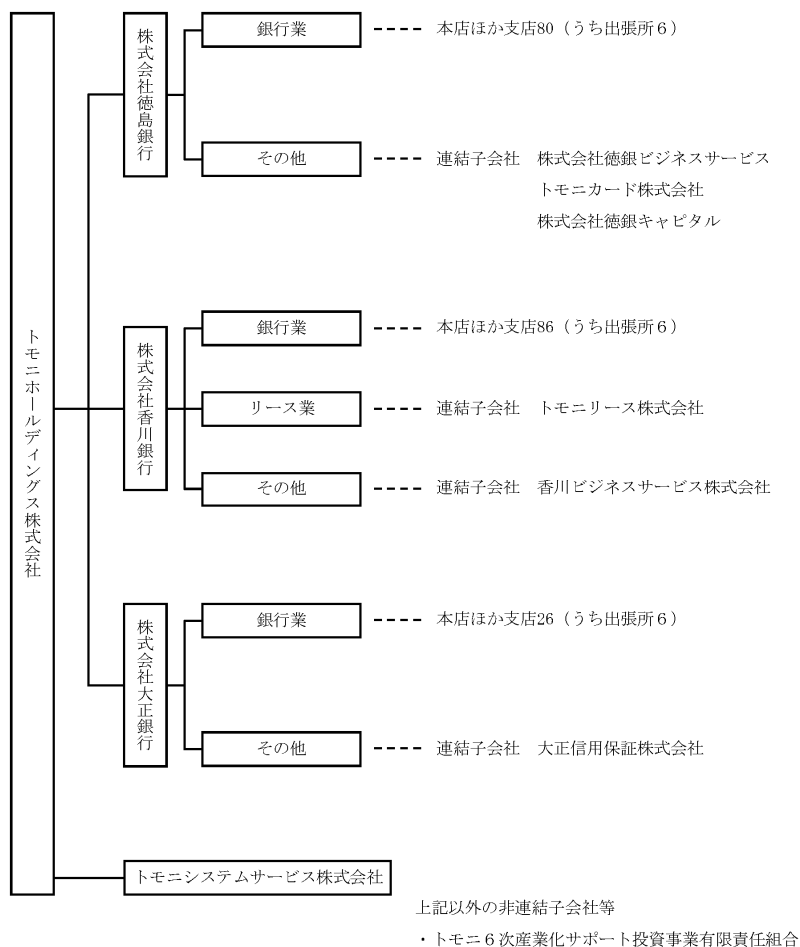 トモニホールディングス株式会社
株式会社徳島銀行
銀行業
本店ほか支店80（うち出張所６）
その他
連結子会社　株式会社徳銀ビジネスサービス
トモニカード株式会社
株式会社徳銀キャピタル
株式会社香川銀行
銀行業
本店ほか支店86（うち出張所６）
リース業
連結子会社　トモニリース株式会社
その他
連結子会社　香川ビジネスサービス株式会社
株式会社大正銀行
銀行業
本店ほか支店26（うち出張所６）
その他
連結子会社　大正信用保証株式会社
トモニシステムサービス株式会社
上記以外の非連結子会社等
・トモニ６次産業化サポート投資事業有限責任組合